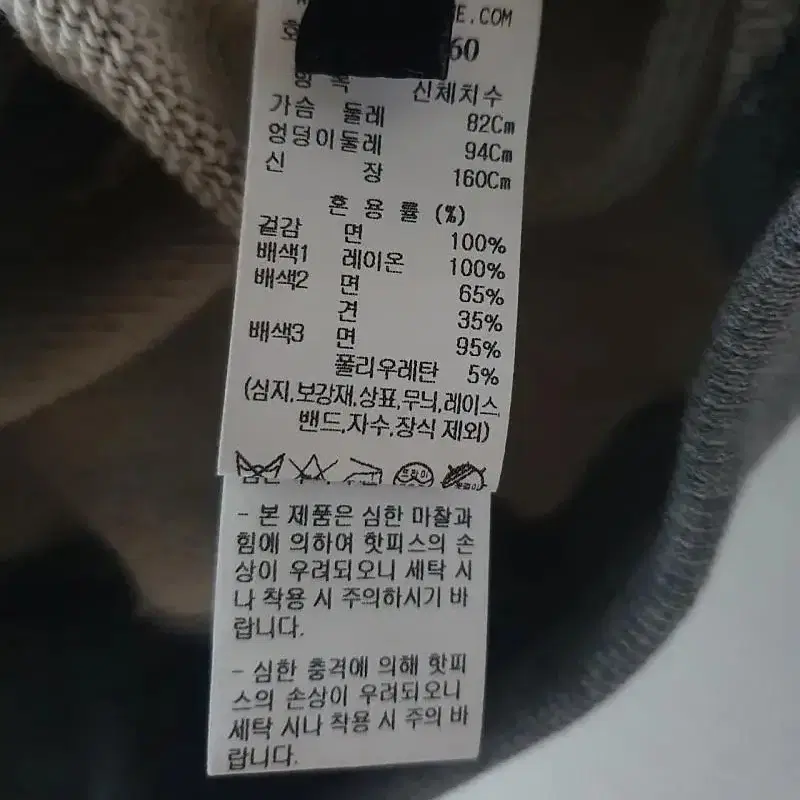 E.COM
호 60
항 목 신체치수
가슴 둘레 82Cm
엉덩이둘레 94Cm
신 장 160Cm
혼 용 률 (%)
겉감 면 100%
배색1 레이온 100%
배색2 면 65%
견 35%
배색3 면 95%
폴리우레탄 5%
(심지,보강재,상표,무늬,레이스
밴드,자수,장식 제외)
드라이
- 본 제품은 심한 마찰과
힘에 의하여 핫피스의 손
상이 우려되오니 세탁 시
나 착용 시 주의하시기 바
랍니다.
- 심한 충격에 의해 핫피
스의 손상이 우려되오니
세탁 시나 착용 시 주의 바
랍니다.